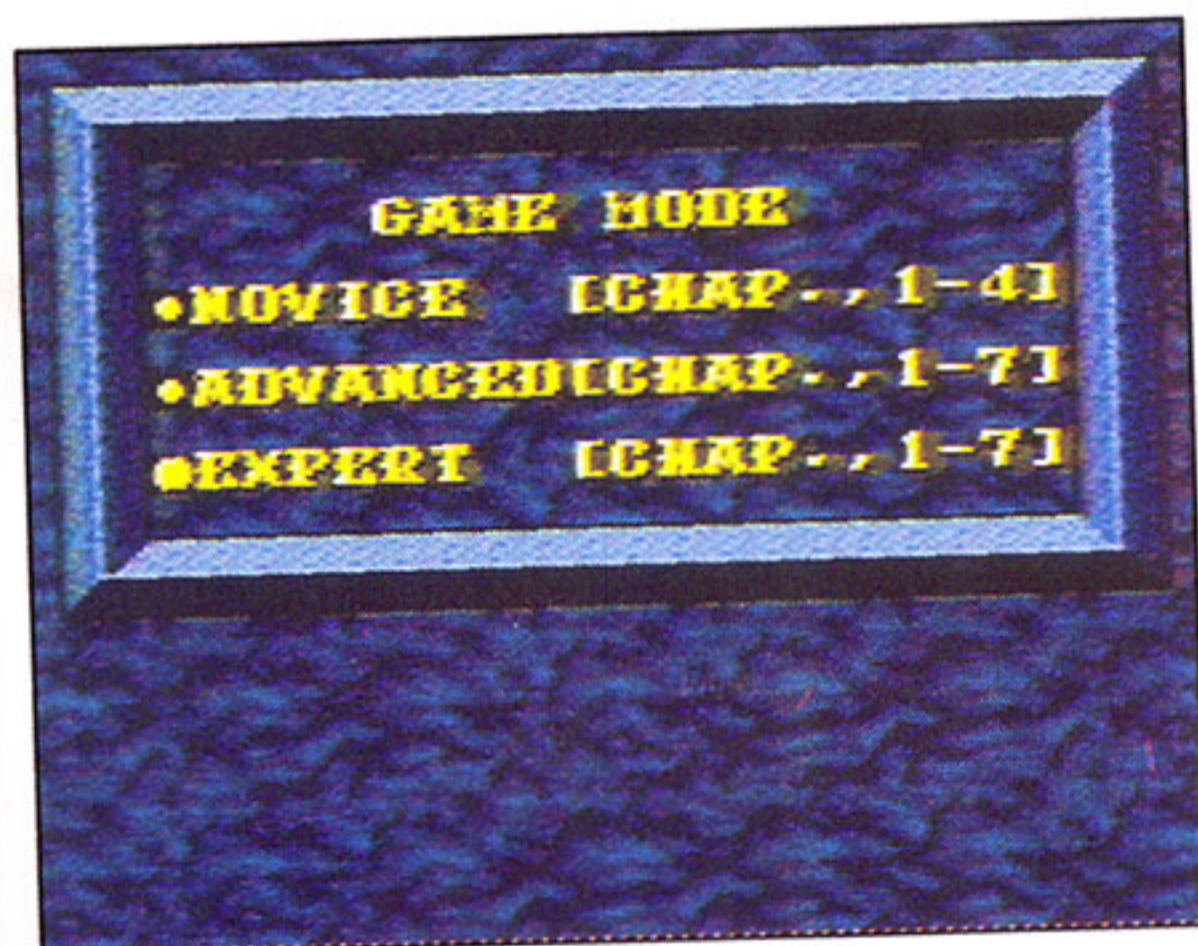 GAME MODE
•NOVICE [CHAP.,1-4]
•ADVANCED[CHAP.,1-7]
●EXPERT [CHAP.,1-7]